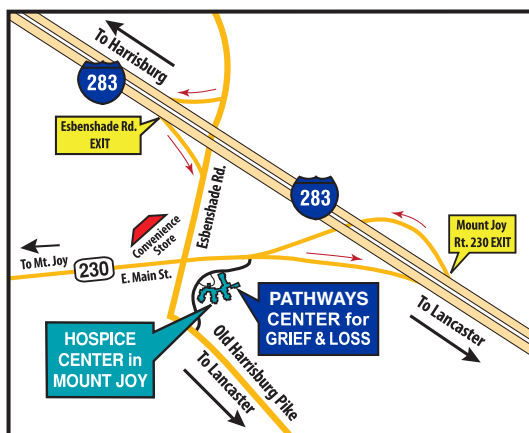 To Harrisburg
283
Esbenshade Rd.
EXIT
Esbenshade Rd.
283
Convenience
Store
Mount Joy
Rt. 230 EXIT
To Mt. Joy
230
E. Main St.
To Lancaster
PATHWAYS
CENTER for
GRIEF & LOSS
HOSPICE
CENTER in
MOUNT JOY
Old Harrisburg Pike
To Lancaster